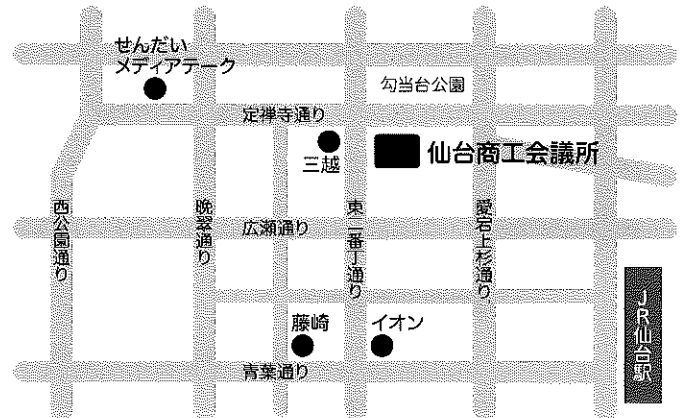 せんだい
メディアテーク
勾当台公園
定禅寺通り
三越
仙台商工会議所
西公園通り
晩翠通り
広瀬通り
東二番丁通り
愛宕上杉通り
藤崎
イオン
青葉通り
JR仙台駅